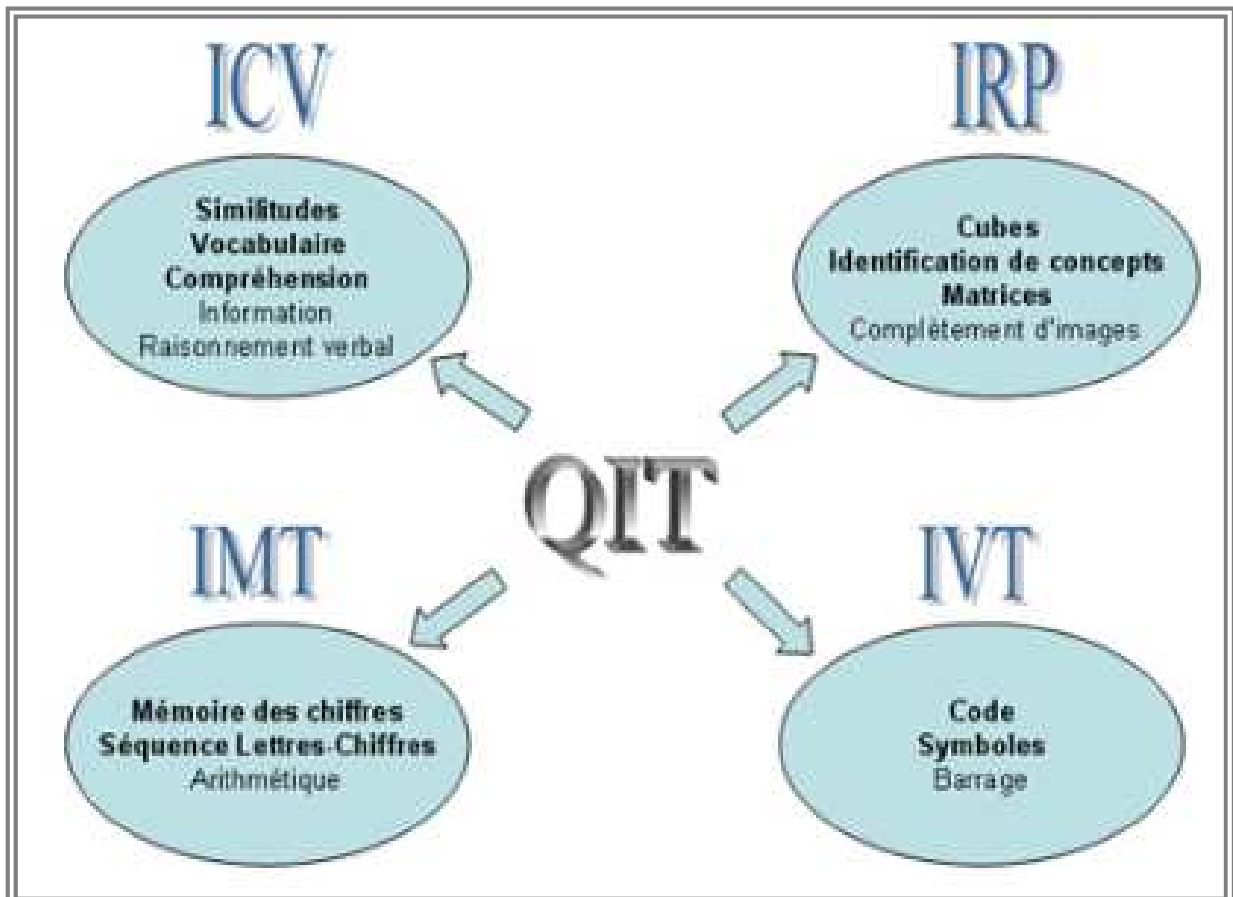 ICV
Similitudes
Vocabulaire
Compréhension
Information
Raisonnement verbal
IRP
Cubes
Identification de concepts
Matrices
Complètement d'images
QIT
IMT
Mémoire des chiffres
Séquence Lettres-Chiffres
Arithmétique
IVT
Code
Symboles
Barrage